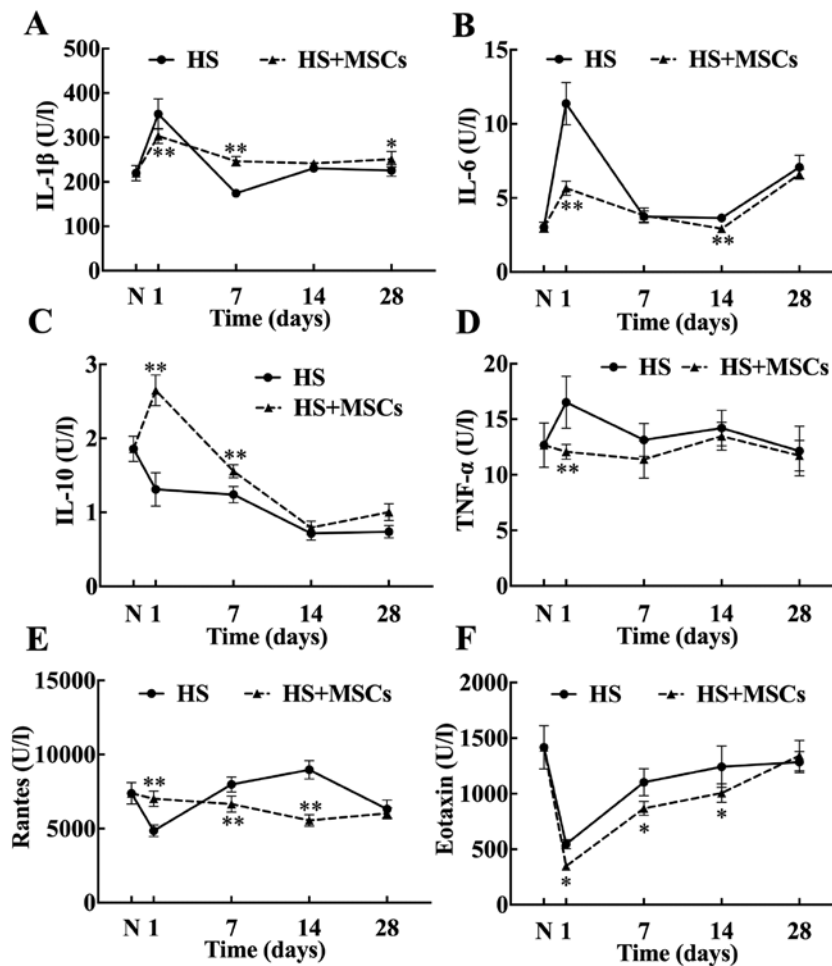 A
HS HS+MSCs
IL-1β (U/l)
500
400
300
200
100
0
** ** *
N 1 7 14 28
Time (days)
B
HS HS+MSCs
IL-6 (U/l)
15
10
5
0
** **
N 1 7 14 28
Time (days)
C
HS
HS+MSCs
IL-10 (U/l)
3
2
1
0
** **
N 1 7 14 28
Time (days)
D
HS HS+MSCs
TNF-α (U/l)
20
15
10
5
0
**
N 1 7 14 28
Time (days)
E
HS HS+MSCs
Rantes (U/l)
15000
10000
5000
0
** ** **
N 1 7 14 28
Time (days)
F
HS HS+MSCs
Eotaxin (U/l)
2000
1500
1000
500
0
* * *
N 1 7 14 28
Time (days)